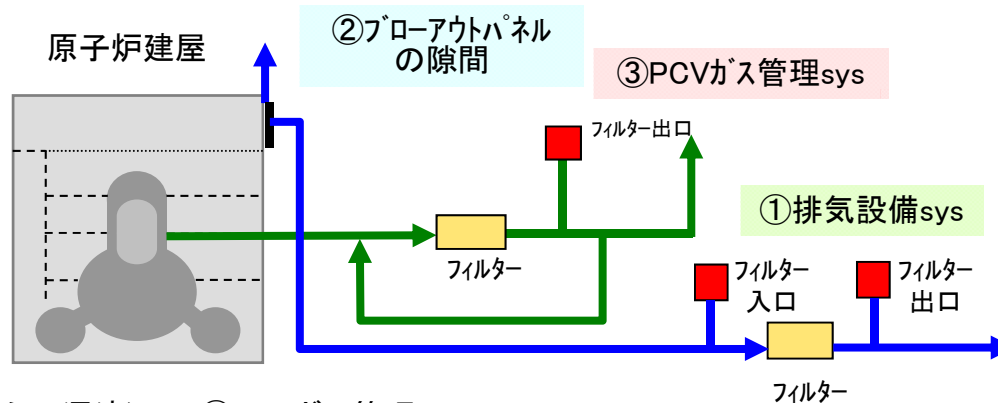 原子炉建屋
②ﾌﾞﾛｰｱｳﾄﾊﾟﾈﾙ
の隙間
③PCVｶﾞｽ管理sys
ﾌｨﾙﾀｰ出口
①排気設備sys
ﾌｨﾙﾀｰ
ﾌｨﾙﾀｰ
入口
ﾌｨﾙﾀｰ
出口
ﾌｨﾙﾀｰ